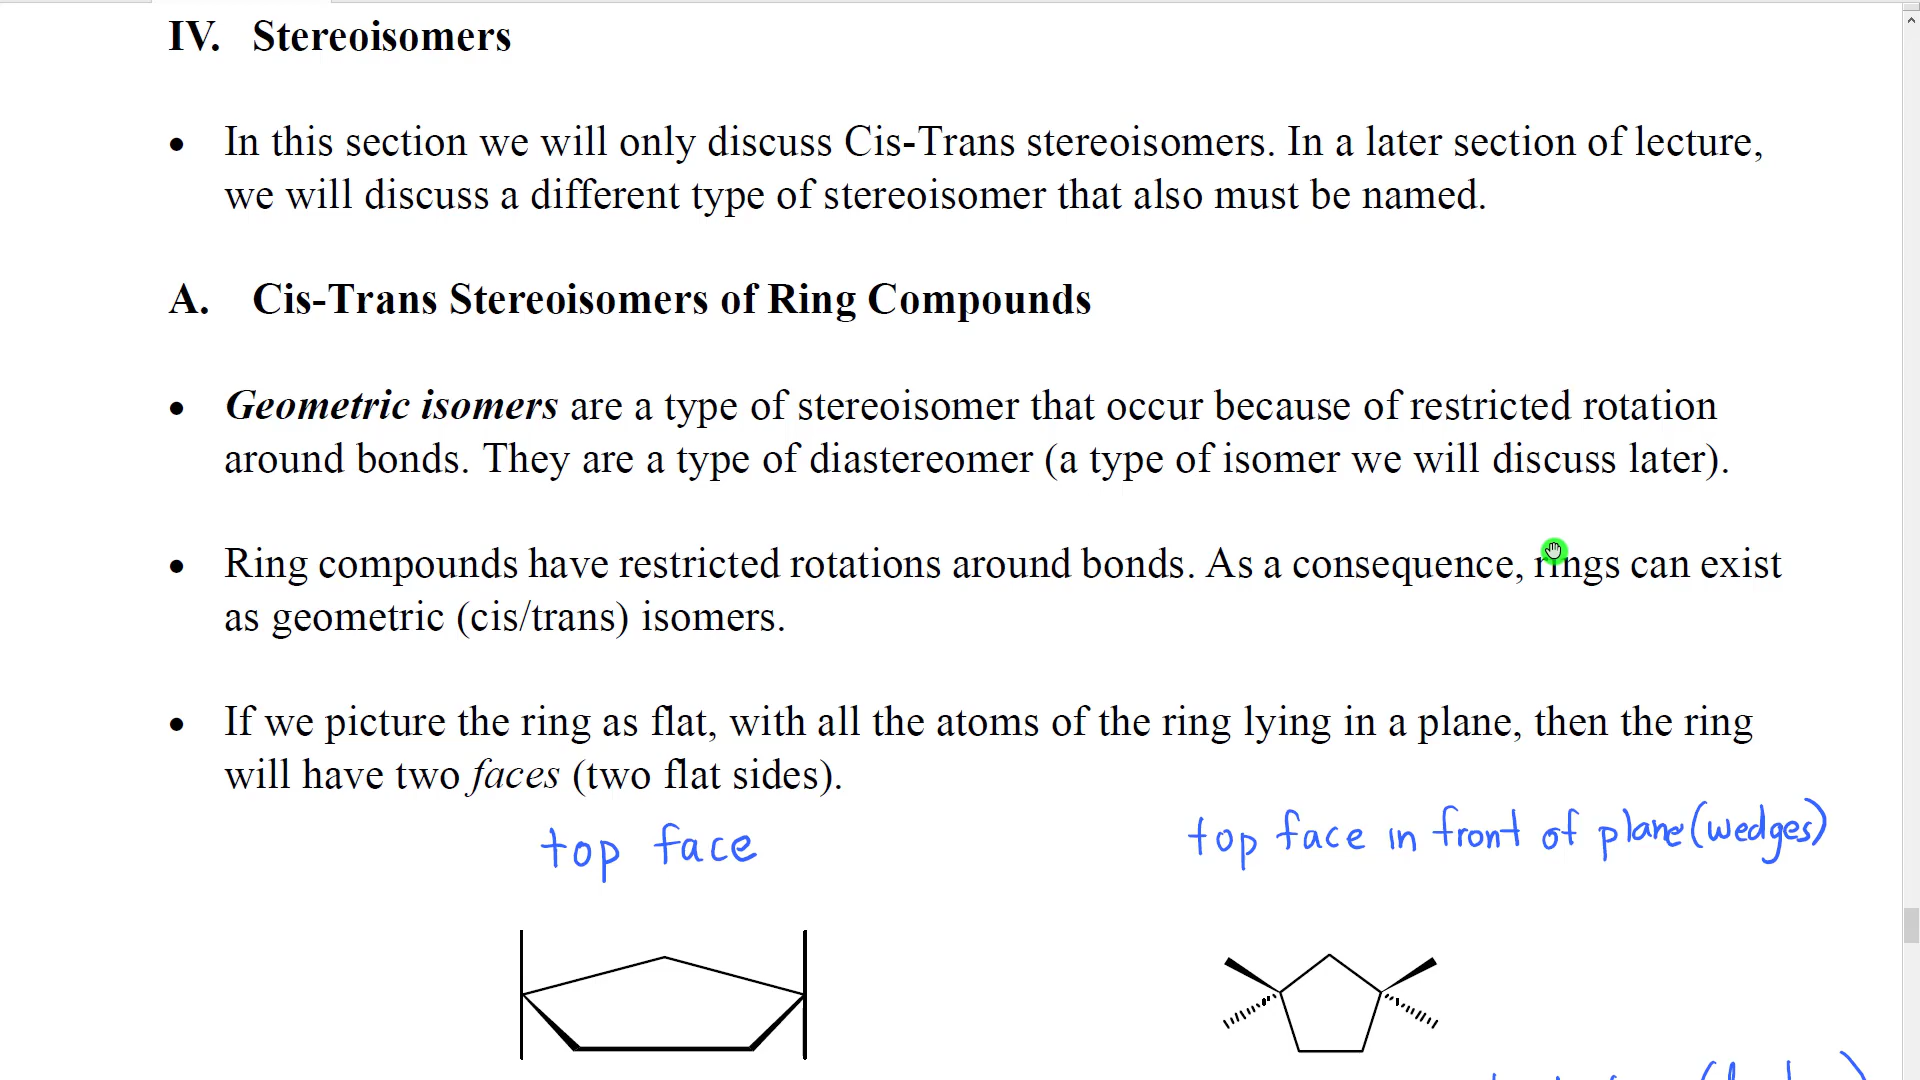 IV. Stereoisomers
• In this section we will only discuss Cis-Trans stereoisomers. In a later section of lecture,
we will discuss a different type of stereoisomer that also must be named.
A. Cis-Trans Stereoisomers of Ring Compounds
• Geometric isomers are a type of stereoisomer that occur because of restricted rotation
around bonds. They are a type of diastereomer (a type of isomer we will discuss later).
• Ring compounds have restricted rotations around bonds. As a consequence, rings can exist
as geometric (cis/trans) isomers.
• If we picture the ring as flat, with all the atoms of the ring lying in a plane, then the ring
will have two faces (two flat sides).
top face
top face in front of plane (wedges)